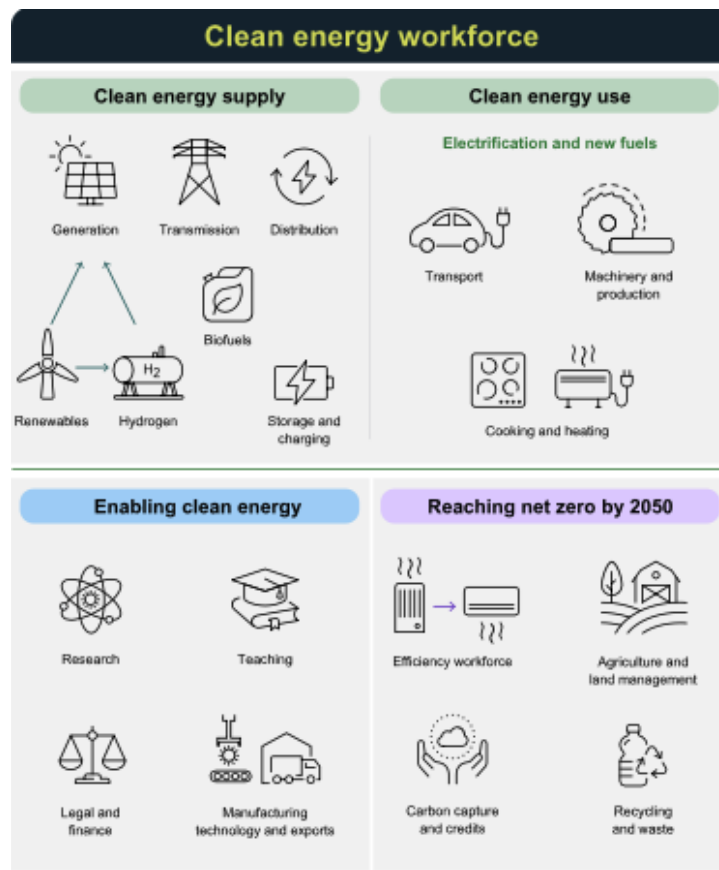 Clean energy workforce
Clean energy supply
Generation
Transmission
Distribution
Biofuels
H2
Renewables
Hydrogen
Storage and
charging
Clean energy use
Electrification and new fuels
Transport
Machinery and
production
Cooking and heating
Enabling clean energy
Research
Teaching
Legal and
finance
Manufacturing
technology and exports
Reaching net zero by 2050
Efficiency workforce
Agriculture and
land management
Carbon capture
and credits
Recycling
and waste